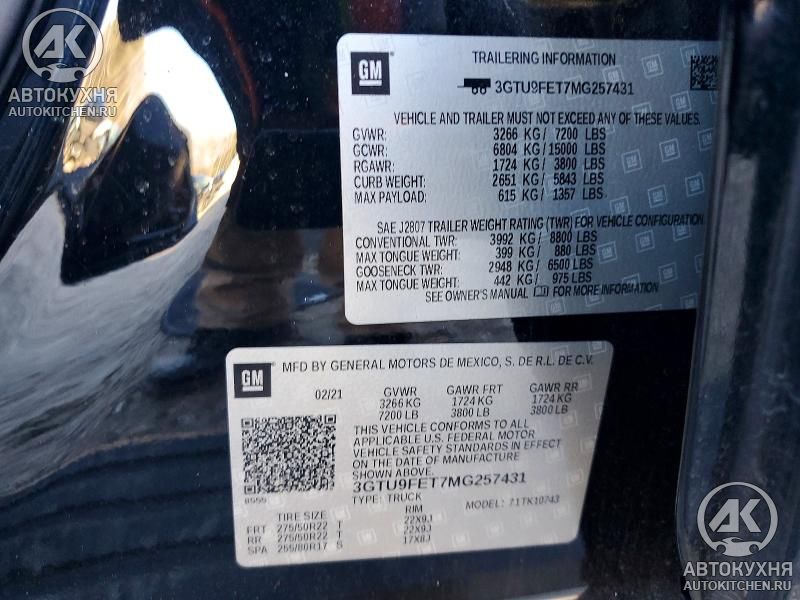 АК
АВТОКУХНЯ
AUTOKITCHEN.RU
GM
TRAILERING INFORMATION
3GTU9FET7MG257431
VEHICLE AND TRAILER MUST NOT EXCEED ANY OF THESE VALUES.
GVWR: 3266 KG / 7200 LBS
GCWR: 6804 KG / 15000 LBS
RGAWR: 1724 KG / 3800 LBS
CURB WEIGHT: 2651 KG / 5843 LBS
MAX PAYLOAD: 615 KG / 1357 LBS
SAE J2807 TRAILER WEIGHT RATING (TWR) FOR VEHICLE CONFIGURATION
CONVENTIONAL TWR: 3992 KG / 8800 LBS
MAX TONGUE WEIGHT: 399 KG / 880 LBS
GOOSENECK TWR: 2948 KG / 6500 LBS
MAX TONGUE WEIGHT: 442 KG / 975 LBS
SEE OWNER'S MANUAL FOR MORE INFORMATION
GM
MFD BY GENERAL MOTORS DE MEXICO, S. DE R.L. DE C.V.
02/21 GVWR GAWR FRT GAWR RR
3266 KG 1724 KG 1724 KG
7200 LB 3800 LB 3800 LB
THIS VEHICLE CONFORMS TO ALL
APPLICABLE U.S. FEDERAL MOTOR
VEHICLE SAFETY STANDARDS IN EFFECT
ON THE DATE OF MANUFACTURE
SHOWN ABOVE.
3GTU9FET7MG257431
TYPE: TRUCK
MODEL: 71TK10743
TIRE SIZE RIM
FRT 275/50R22 T 22X9J
RR 275/50R22 T 22X9J
SPA 255/80R17 S 17X8J
АК
АВТОКУХНЯ
AUTOKITCHEN.RU